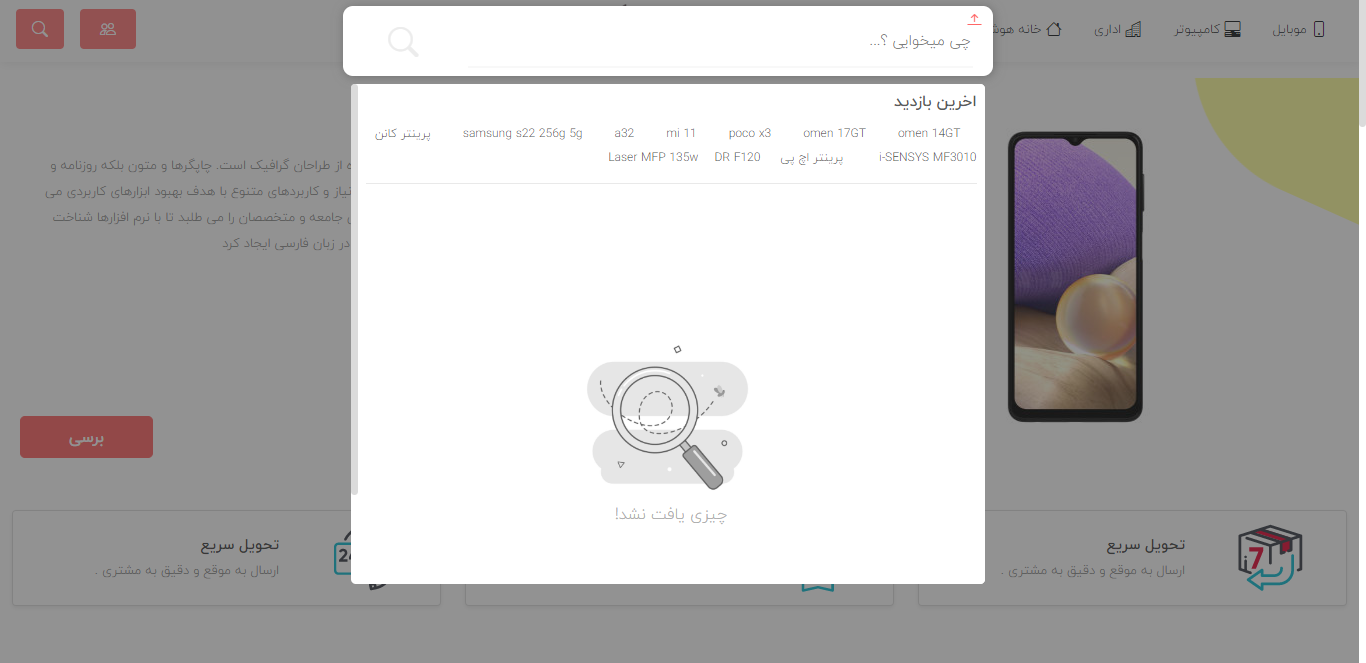 موبایل
کامپیوتر
اداری
خانه هوش
چی میخوایی ؟...
اخرین بازدید
omen 14GT omen 17GT poco x3 mi 11 a32 samsung s22 256g 5g پرینتر کانن
i-SENSYS MF3010 پرینتر اچ پی DR F120 Laser MFP 135w
ه از طراحان گرافیک است. چاپگرها و متون بلکه روزنامه و
نیاز و کاربردهای متنوع با هدف بهبود ابزارهای کاربردی می
جامعه و متخصصان را می طلبد تا با نرم افزارها شناخت
در زبان فارسی ایجاد کرد
برسی
چیزی یافت نشد!
i7
تحویل سریع
ارسال به موقع و دقیق به مشتری .
24
تحویل سریع
ارسال به موقع و دقیق به مشتری .